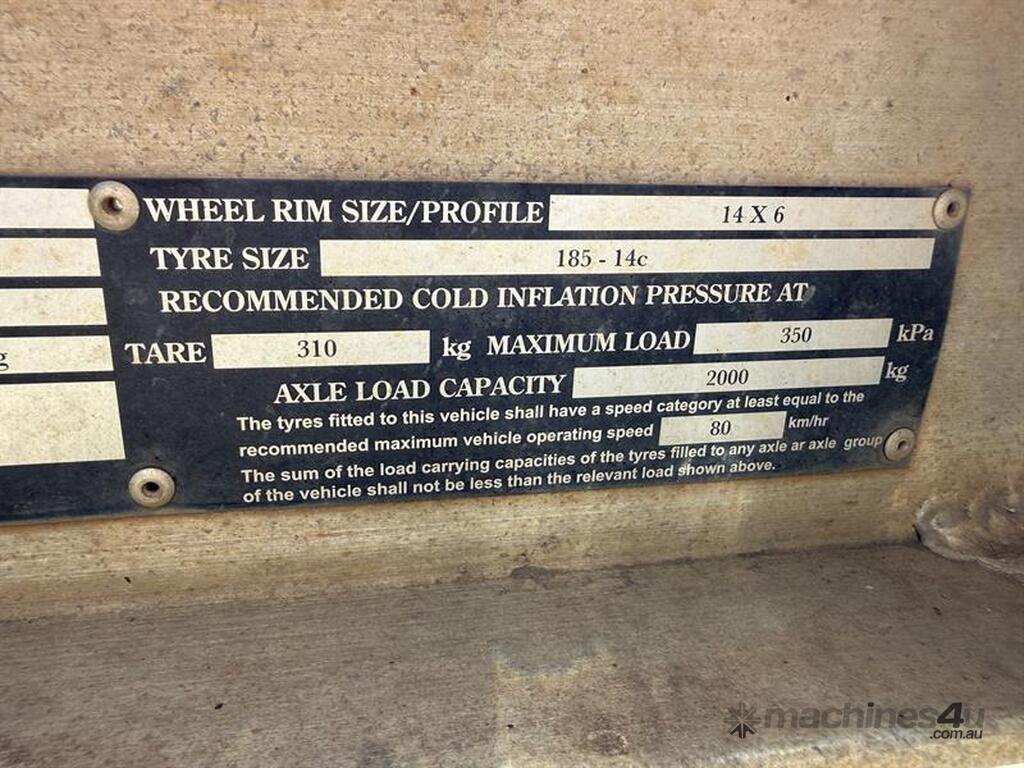 WHEEL RIM SIZE/PROFILE 14 X 6
TYRE SIZE 185 - 14c
RECOMMENDED COLD INFLATION PRESSURE AT
g TARE 310 kg MAXIMUM LOAD 350 kPa
AXLE LOAD CAPACITY 2000 kg
The tyres fitted to this vehicle shall have a speed category at least equal to the
recommended maximum vehicle operating speed 80 km/hr
The sum of the load carrying capacities of the tyres filled to any axle ar axle group
of the vehicle shall not be less than the relevant load shown above.
machines4u
.com.au